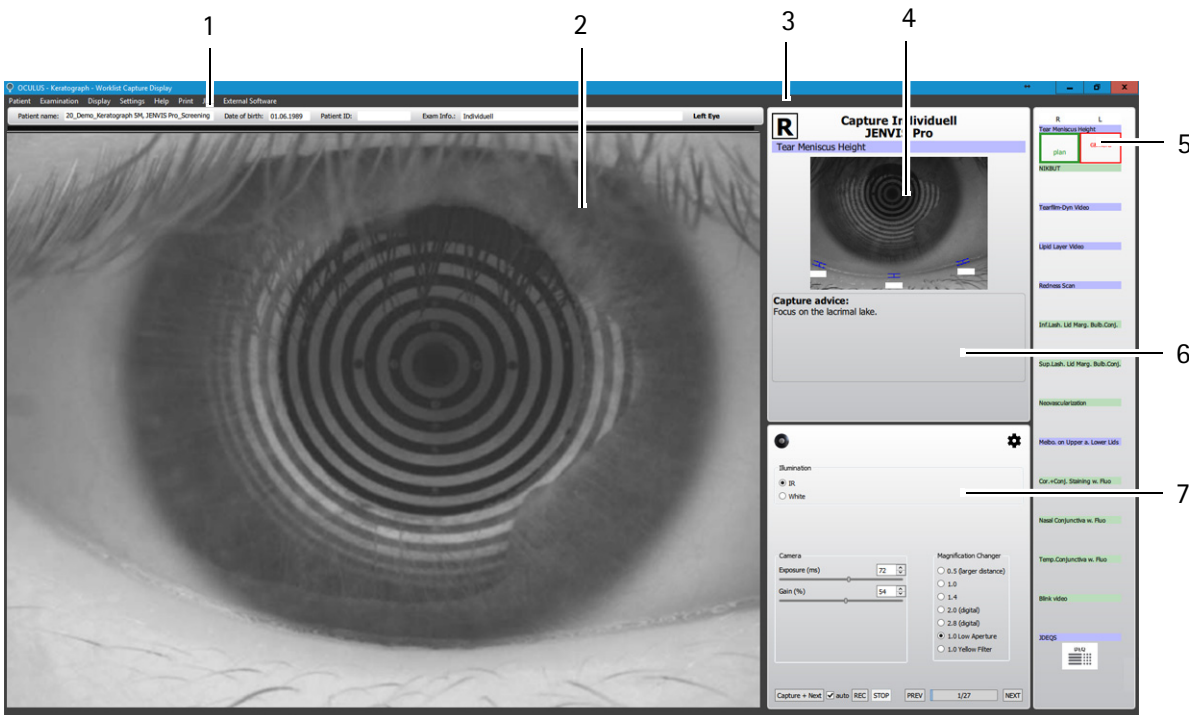 1
2
3
4
OCULUS - Keratograph - Worklist Capture Display
Patient Examination Display Settings Help Print External Software
Patient name: 20_Demo_Keratograph 5M, JENVIS Pro_Screening Date of birth: 01.06.1989 Patient ID: Exam Info.: Individuell Left Eye
R
Capture Individuell
JENVIS Pro
Tear Meniscus Height
Capture advice:
Focus on the lacrimal lake.
Illumination
IR
White
Camera
Exposure (ms) 72
Gain (%) 54
Magnification Changer
0.5 (larger distance)
1.0
1.4
2.0 (digital)
2.8 (digital)
1.0 Low Aperture
1.0 Yellow Filter
Capture + Next auto REC STOP PREV 1/27 NEXT
R L
Tear Meniscus Height
plan
5
NIKBUT
Tearfilm-Dyn Video
Lipid Layer Video
Redness Scan
Inf.Lash. Lid Marg. Bulb.Conj.
6
Sup.Lash. Lid Marg. Bulb.Conj.
Neovascularization
Meibo. on Upper a. Lower Lids
Cor.+Conj. Staining w. Fluo
7
Nasal Conjunctiva w. Fluo
Temp.Conjunctiva w. Fluo
Blink video
JDEQS